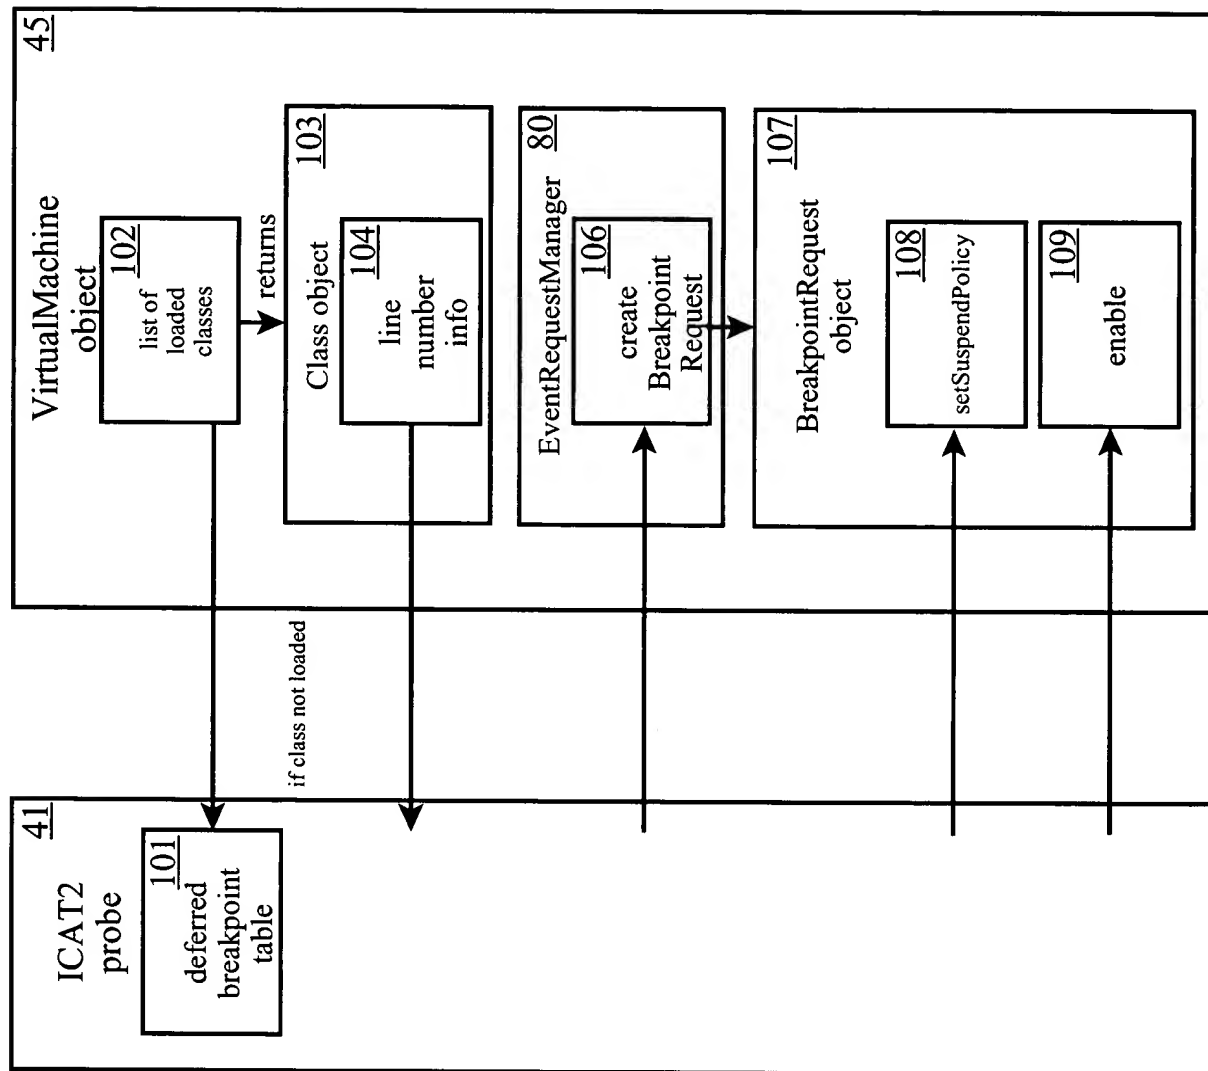 ICAT2
probe
41
101
deferred
breakpoint
table
if class not loaded
VirtualMachine
object
45
102
list of
loaded
classes
returns
Class object
103
104
line
number
info
EventRequestManager
80
106
create
Breakpoint
Request
BreakpointRequest
object
107
108
setSuspendPolicy
109
enable